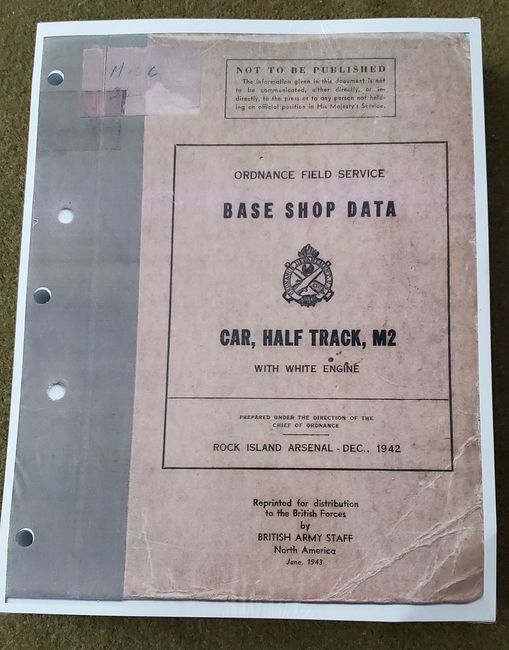 MISC
NOT TO BE PUBLISHED
The information given in this document is not
to be communicated, either directly, or in-
directly, to the press or to any person not hold-
ing an official position in His Majesty's Service.
ORDNANCE FIELD SERVICE
BASE SHOP DATA
CAR, HALF TRACK, M2
WITH WHITE ENGINE
PREPARED UNDER THE DIRECTION OF THE
CHIEF OF ORDNANCE
ROCK ISLAND ARSENAL - DEC., 1942
Reprinted for distribution
to the British Forces
by
BRITISH ARMY STAFF
North America
June, 1943